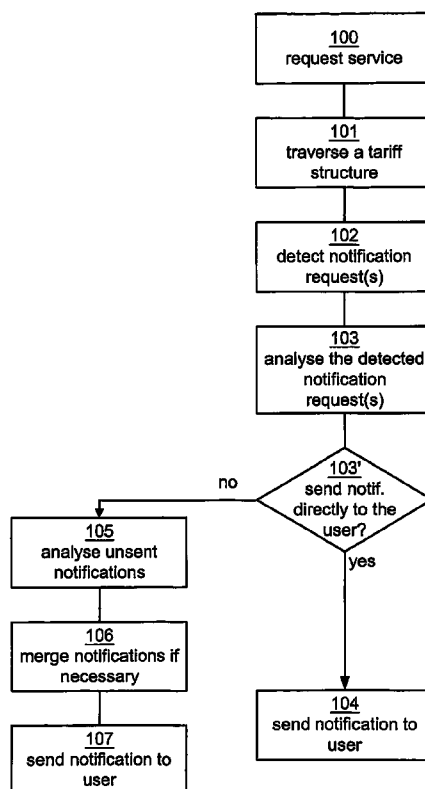 100
request service
101
traverse a tariff
structure
102
detect notification
request(s)
103
analyse the detected
notification
request(s)
103'
send notif.
directly to the
user?
no
yes
105
analyse unsent
notifications
106
merge notifications if
necessary
107
send notification to
user
104
send notification to
user